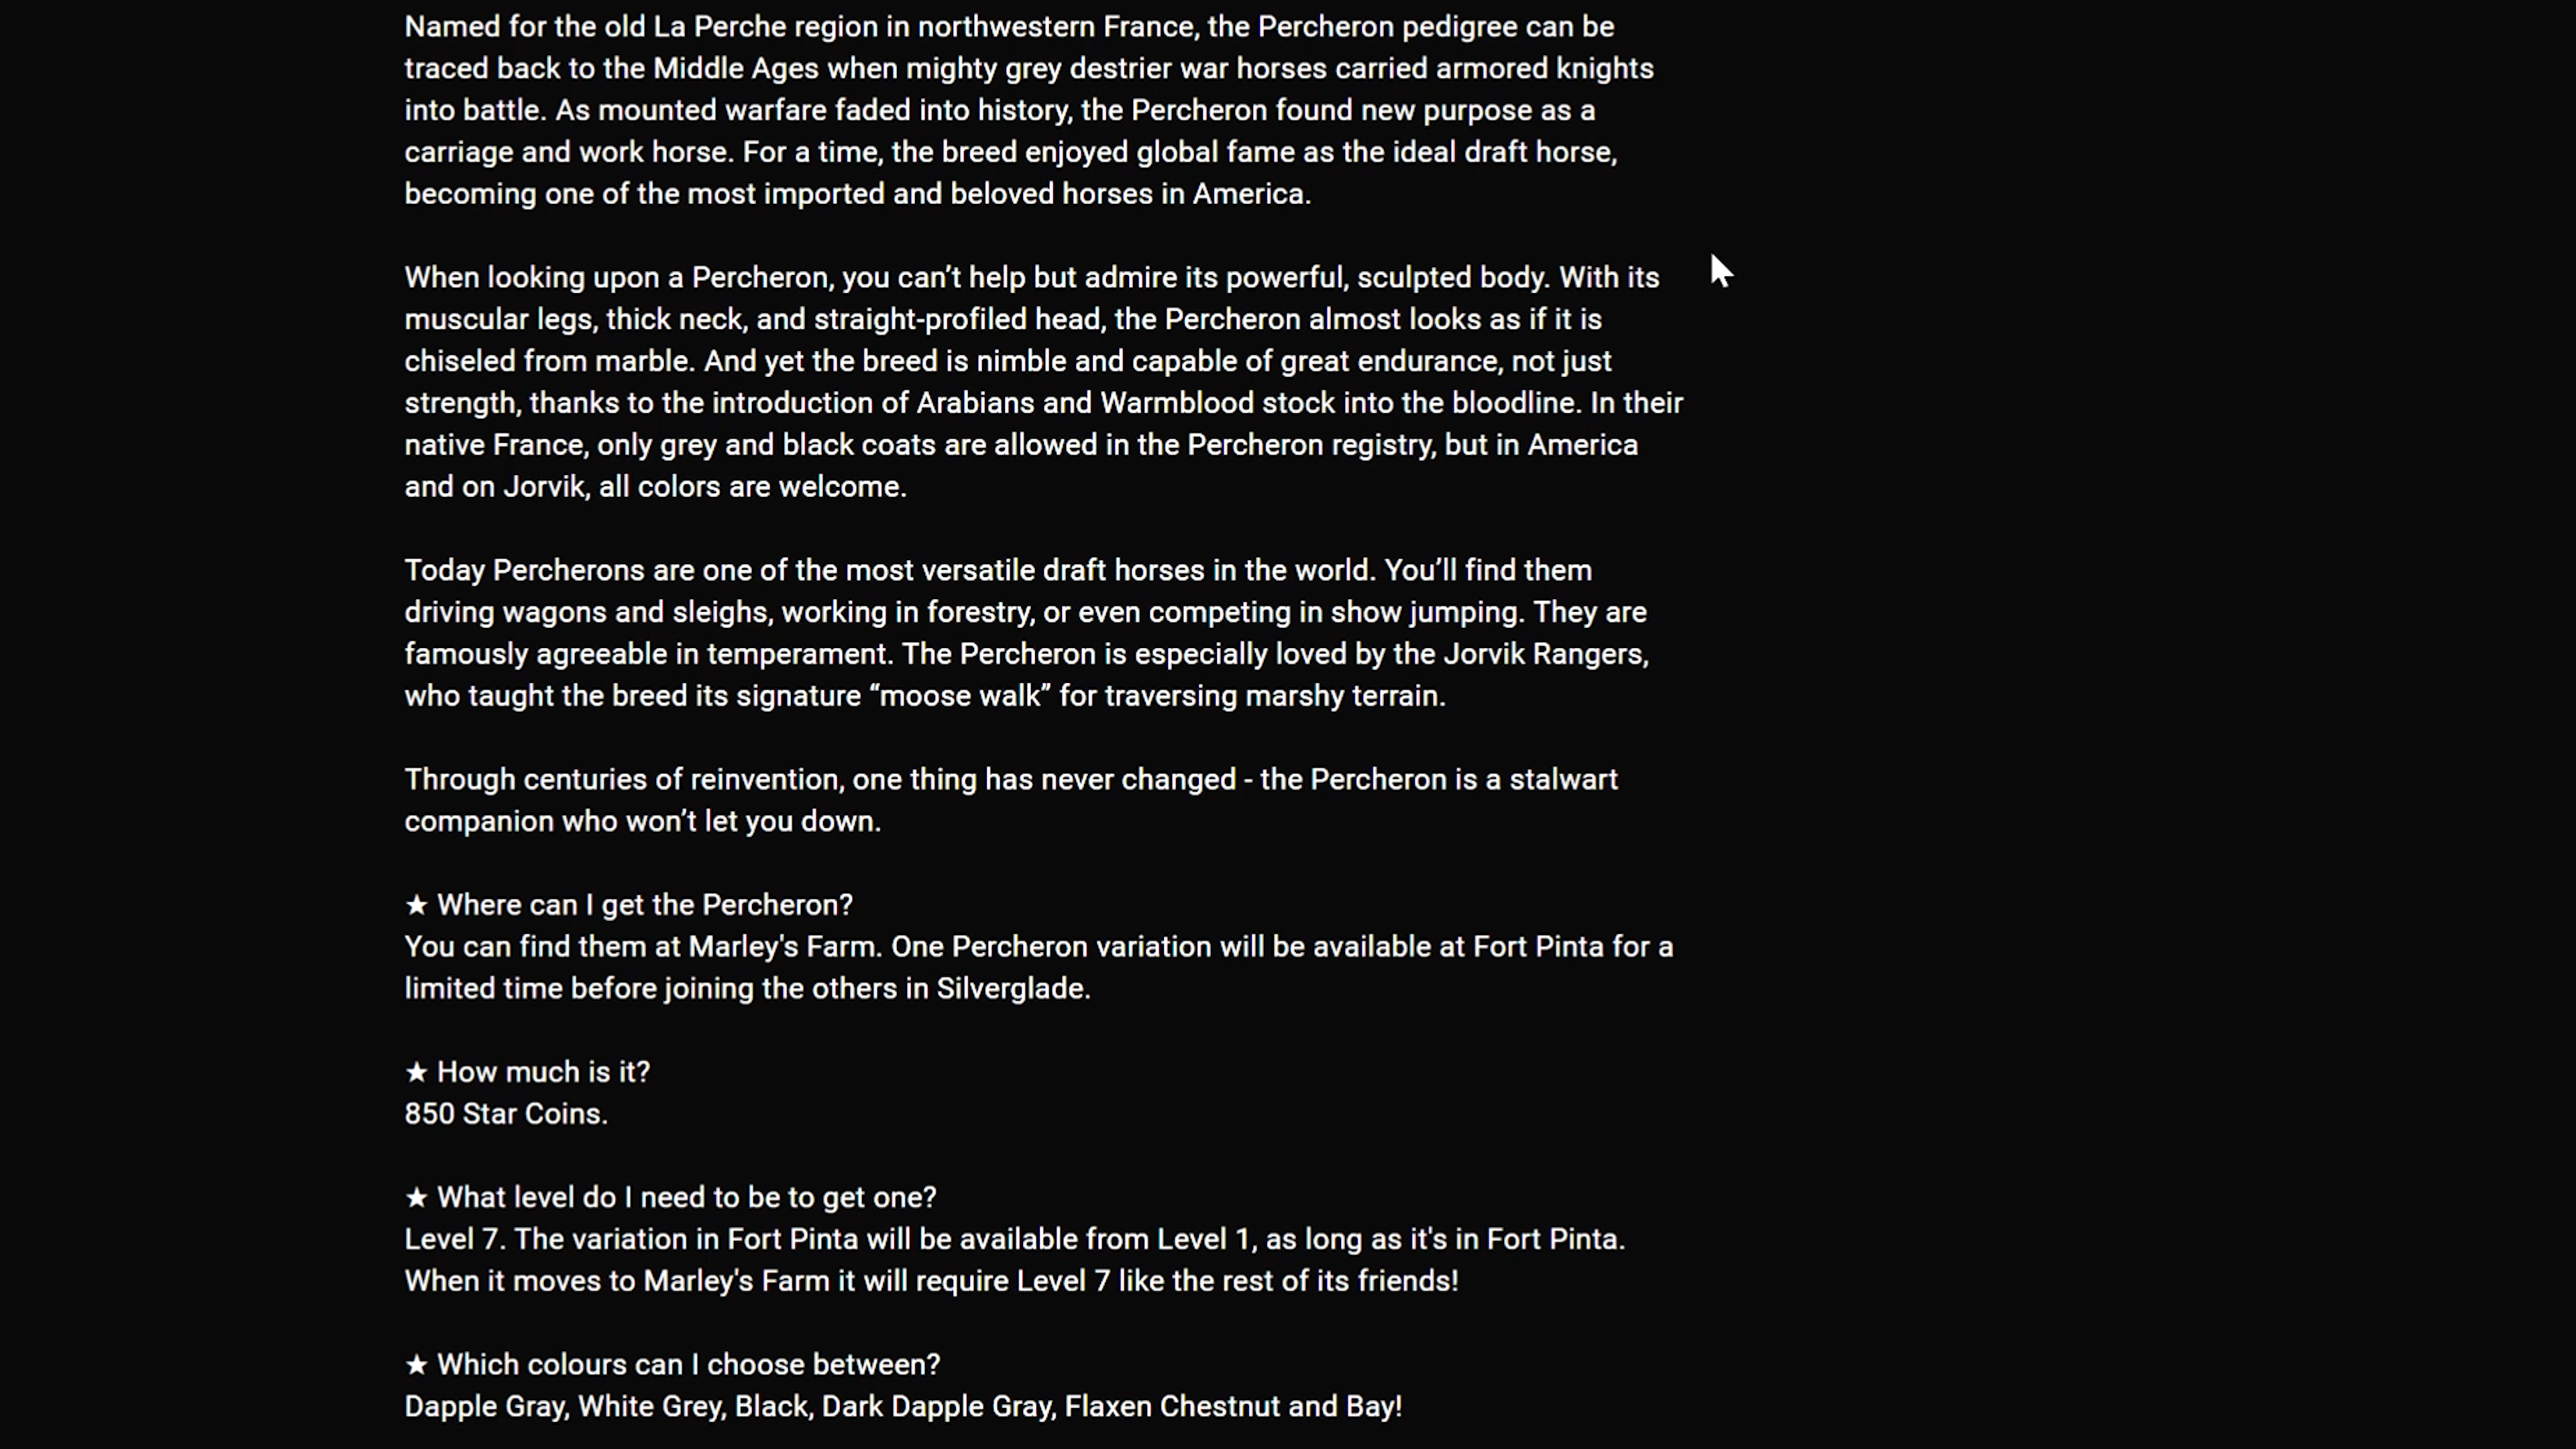 Named for the old La Perche region in northwestern France, the Percheron pedigree can be
traced back to the Middle Ages when mighty grey destrier war horses carried armored knights
into battle. As mounted warfare faded into history, the Percheron found new purpose as a
carriage and work horse. For a time, the breed enjoyed global fame as the ideal draft horse,
becoming one of the most imported and beloved horses in America.
When looking upon a Percheron, you can’t help but admire its powerful, sculpted body. With its
muscular legs, thick neck, and straight-profiled head, the Percheron almost looks as if it is
chiseled from marble. And yet the breed is nimble and capable of great endurance, not just
strength, thanks to the introduction of Arabians and Warmblood stock into the bloodline. In their
native France, only grey and black coats are allowed in the Percheron registry, but in America
and on Jorvik, all colors are welcome.
Today Percherons are one of the most versatile draft horses in the world. You’ll find them
driving wagons and sleighs, working in forestry, or even competing in show jumping. They are
famously agreeable in temperament. The Percheron is especially loved by the Jorvik Rangers,
who taught the breed its signature “moose walk” for traversing marshy terrain.
Through centuries of reinvention, one thing has never changed - the Percheron is a stalwart
companion who won’t let you down.
★ Where can I get the Percheron?
You can find them at Marley's Farm. One Percheron variation will be available at Fort Pinta for a
limited time before joining the others in Silverglade.
★ How much is it?
850 Star Coins.
★ What level do I need to be to get one?
Level 7. The variation in Fort Pinta will be available from Level 1, as long as it's in Fort Pinta.
When it moves to Marley's Farm it will require Level 7 like the rest of its friends!
★ Which colours can I choose between?
Dapple Gray, White Grey, Black, Dark Dapple Gray, Flaxen Chestnut and Bay!